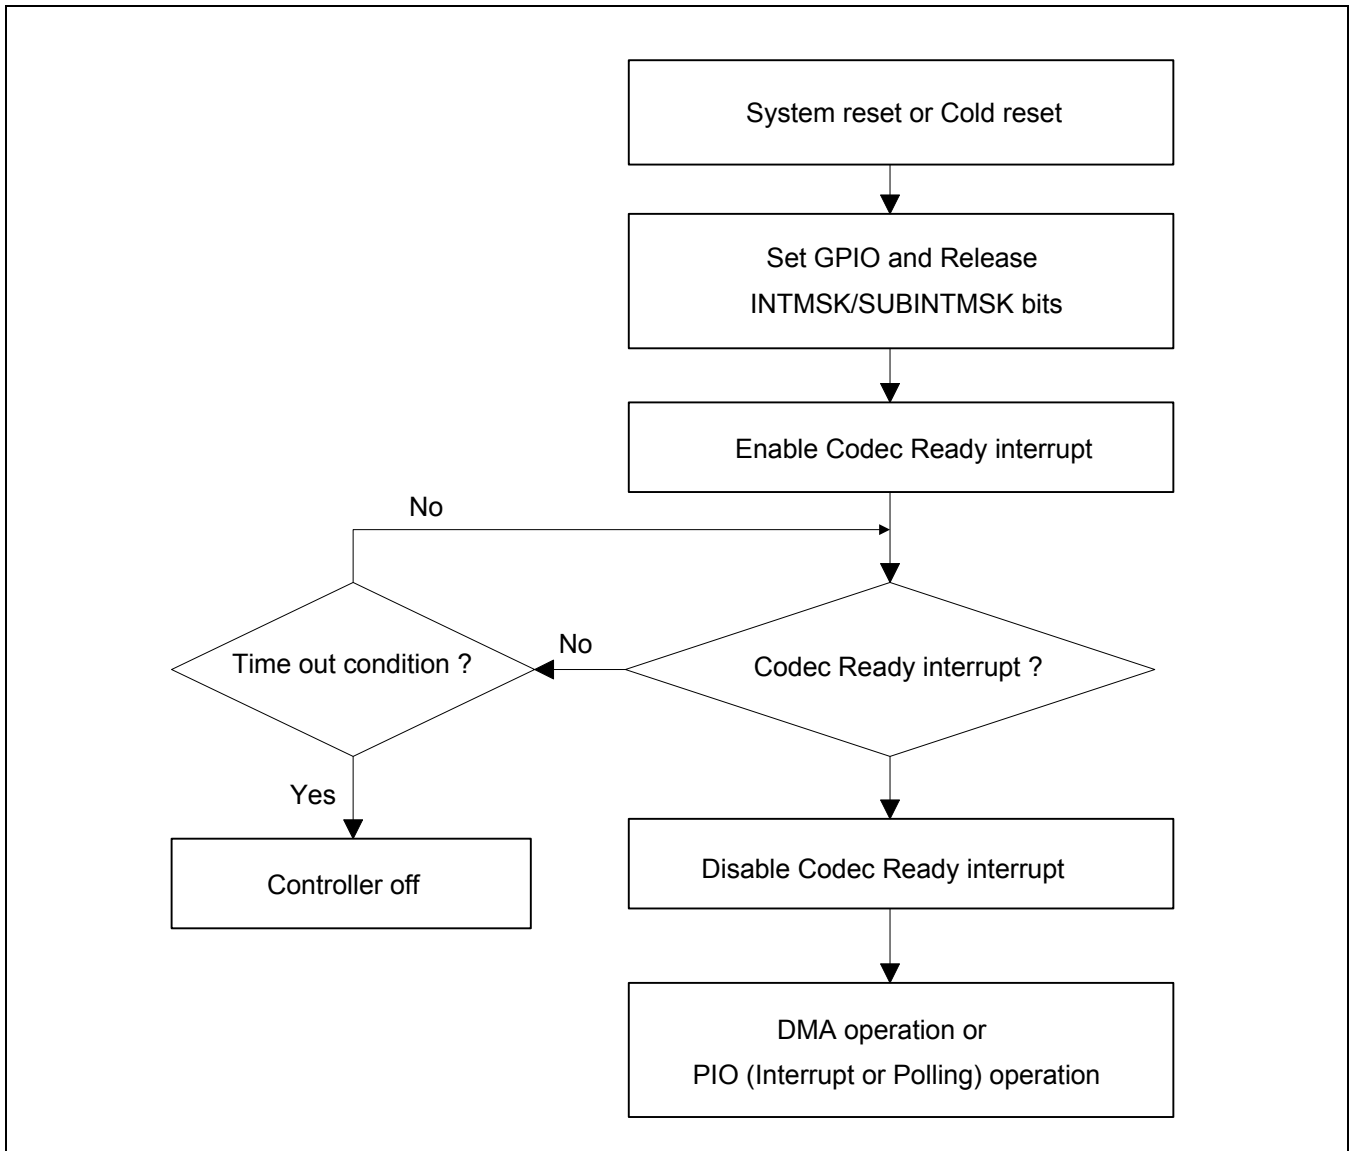 System reset or Cold reset
Set GPIO and Release
INTMSK/SUBINTMSK bits
Enable Codec Ready interrupt
No
No
Time out condition ?
Codec Ready interrupt ?
Yes
Controller off
Disable Codec Ready interrupt
DMA operation or
PIO (Interrupt or Polling) operation